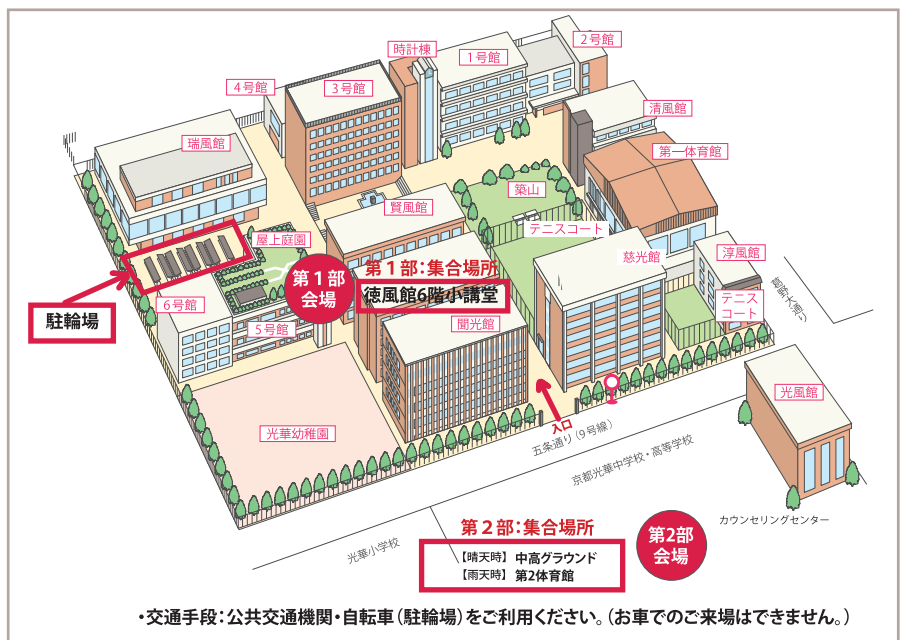 2号館
時計棟
1号館
4号館
3号館
清風館
瑞風館
第一体育館
築山
賢風館
テニスコート
屋上庭園
慈光館
淳風館
第1部
会場
第1部:集合場所
徳風館6階小講堂
葛野大通り
テニス
コート
駐輪場
6号館
5号館
聞光館
光風館
入口
光華幼稚園
五条通り(9号線)
京都光華中学校・高等学校
カウンセリングセンター
光華小学校
第2部:集合場所
【晴天時】 中高グラウンド
【雨天時】 第2体育館
第2部
会場
・交通手段:公共交通機関・自転車(駐輪場)をご利用ください。(お車でのご来場はできません。)